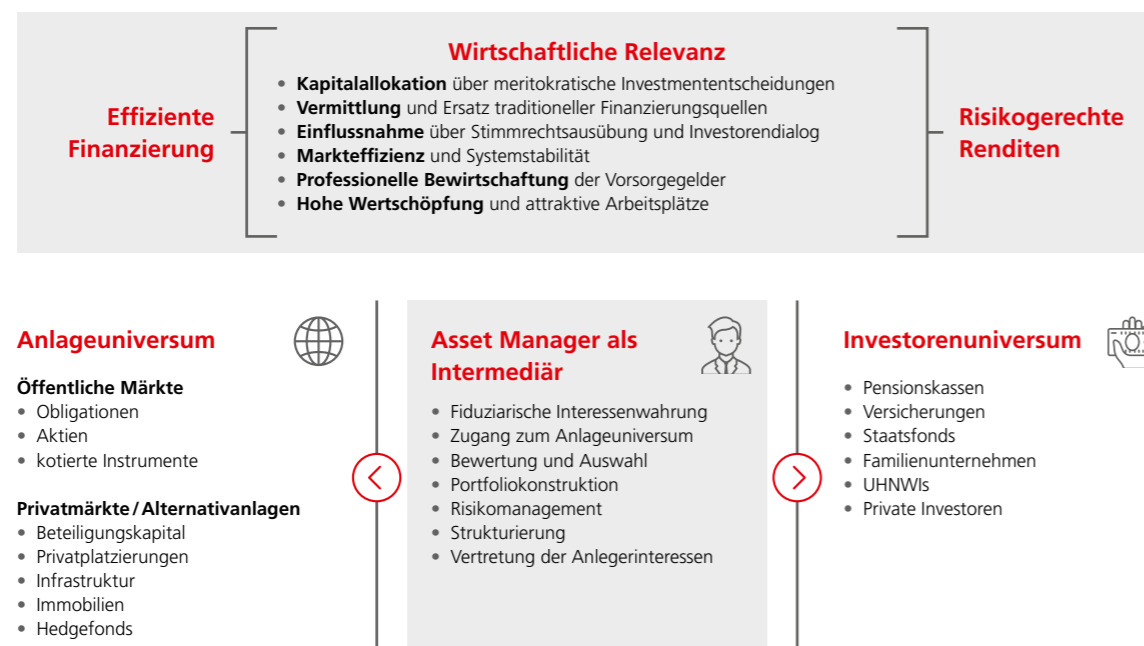 Effiziente
Finanzierung
Wirtschaftliche Relevanz
• Kapitalallokation über meritokratische Investmententscheidungen
• Vermittlung und Ersatz traditioneller Finanzierungsquellen
• Einflussnahme über Stimmrechtsausübung und Investorendialog
• Markteffizienz und Systemstabilität
• Professionelle Bewirtschaftung der Vorsorgegelder
• Hohe Wertschöpfung und attraktive Arbeitsplätze
Risikogerechte
Renditen
Anlageuniversum
Öffentliche Märkte
• Obligationen
• Aktien
• kotierte Instrumente
Privatmärkte/Alternativanlagen
• Beteiligungskapital
• Privatplatzierungen
• Infrastruktur
• Immobilien
• Hedgefonds
Asset Manager als
Intermediär
• Fiduziarische Interessenwahrung
• Zugang zum Anlageuniversum
• Bewertung und Auswahl
• Portfoliokonstruktion
• Risikomanagement
• Strukturierung
• Vertretung der Anlegerinteressen
Investorenuniversum
• Pensionskassen
• Versicherungen
• Staatsfonds
• Familienunternehmen
• UHNWIs
• Private Investoren